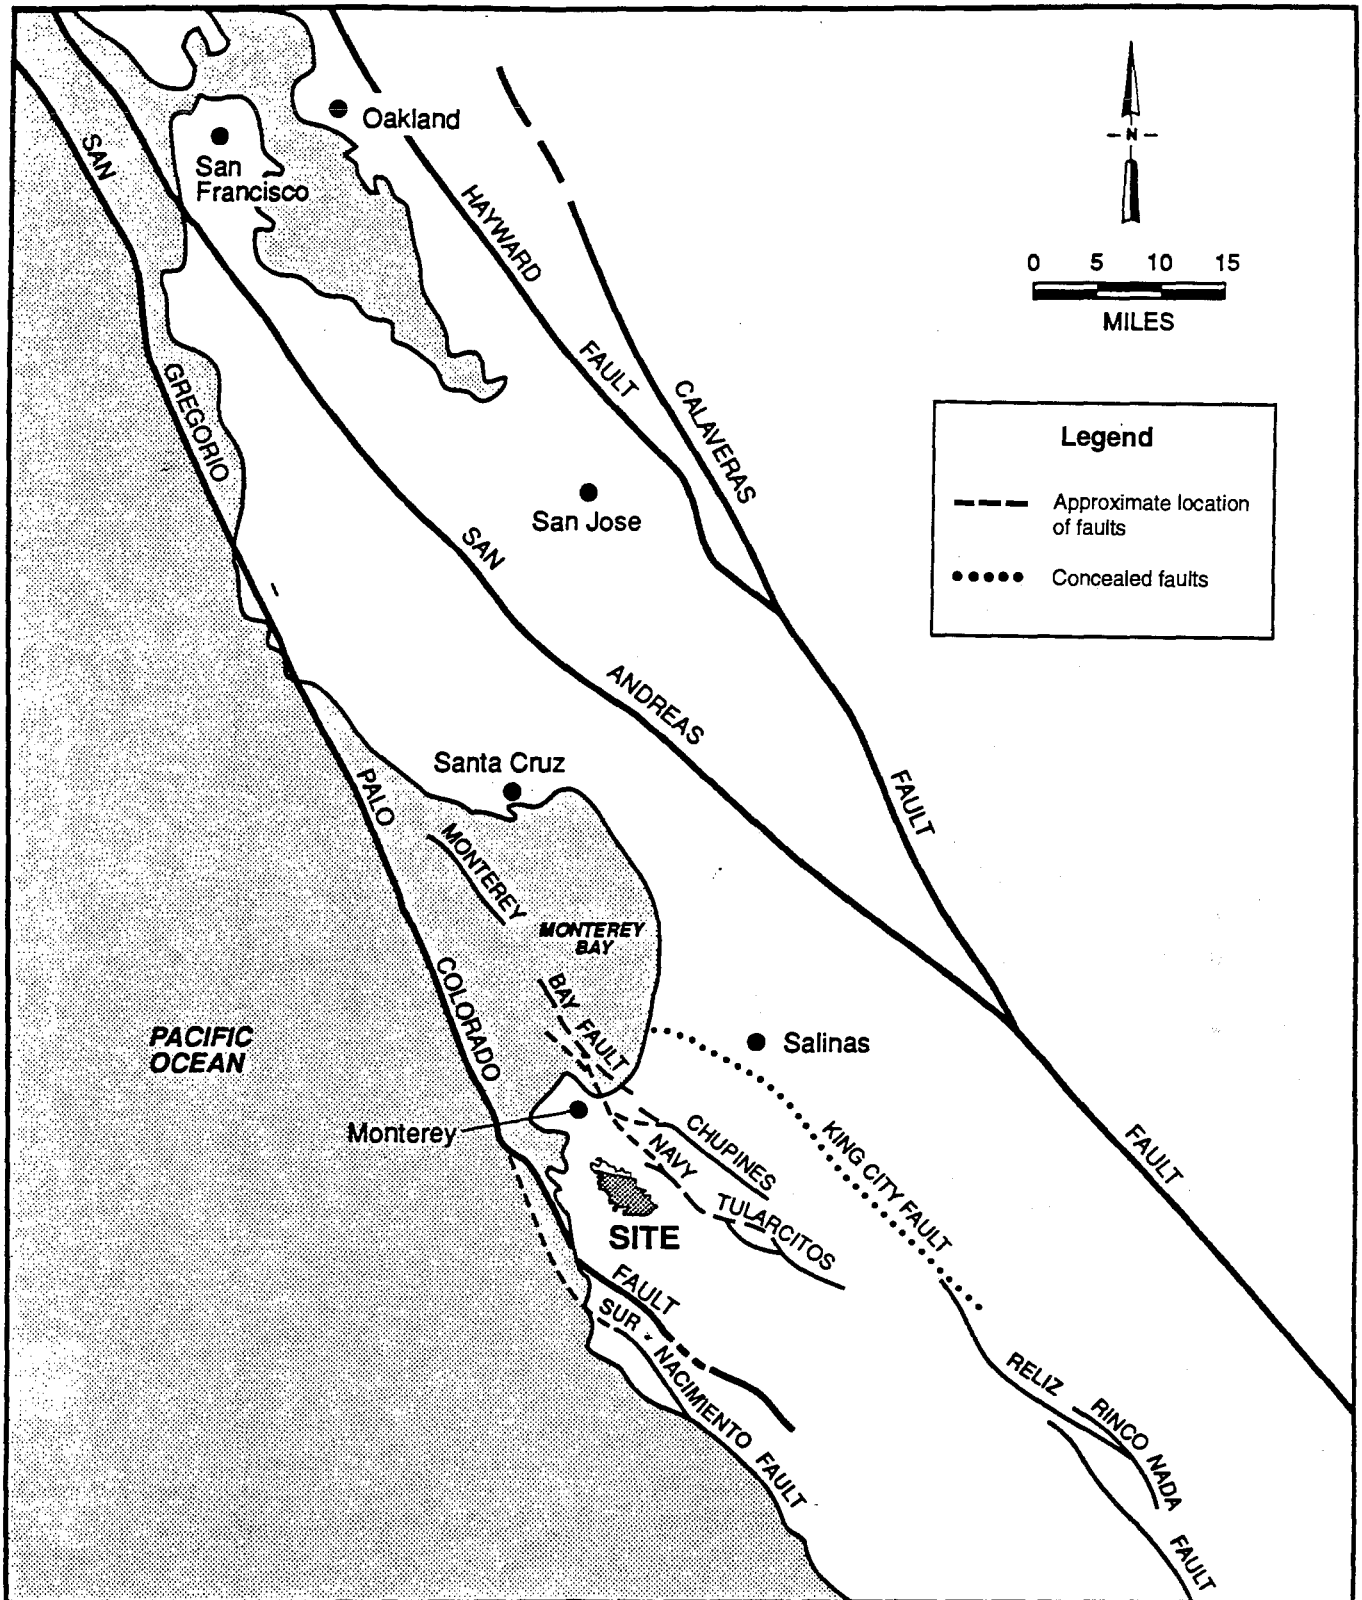 Oakland
San
Francisco
SAN
GREGORIO
HAYWARD
FAULT
CALAVERAS
FAULT
N
0 5 10 15
MILES
Legend
Approximate location
of faults
Concealed faults
San Jose
SAN
ANDREAS
FAULT
Santa Cruz
PALO
COLORADO
FAULT
MONTEREY
BAY FAULT
MONTEREY
BAY
PACIFIC
OCEAN
Salinas
Monterey
CHUPINES
NAVY
TULARCITOS
KING CITY FAULT
SITE
SUR - NACIMIENTO FAULT
RELIZ
RINCO NADA
FAULT